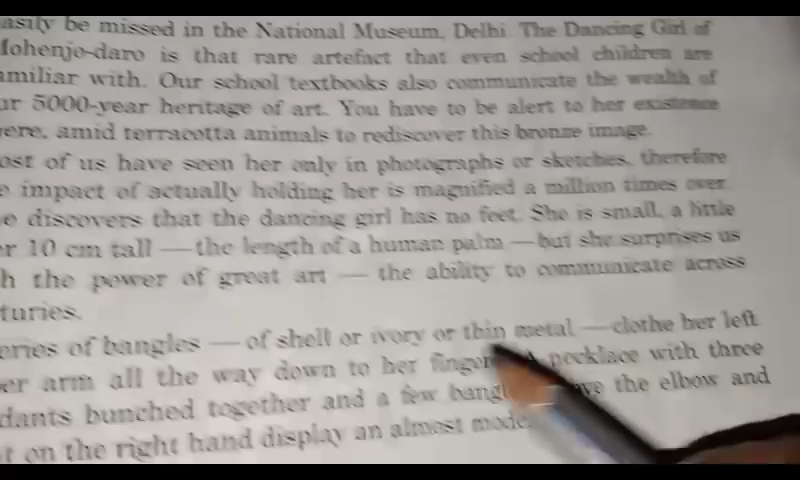 asily be missed in the National Museum, Delhi. The Dancing Girl of
Mohenjo-daro is that rare artefact that even school children are
amiliar with. Our school textbooks also communicate the wealth of
ur 5000-year heritage of art. You have to be alert to her existence
ere, amid terracotta animals to rediscover this bronze image.
ost of us have seen her only in photographs or sketches, therefore
e impact of actually holding her is magnified a million times over.
e discovers that the dancing girl has no feet. She is small, a little
er 10 cm tall — the length of a human palm — but she surprises us
h the power of great art — the ability to communicate across
turies.
eries of bangles — of shell or ivory or thin metal — clothe her left
er arm all the way down to her finger A necklace with three
dants bunched together and a few bangl ve the elbow and
t on the right hand display an almost mode